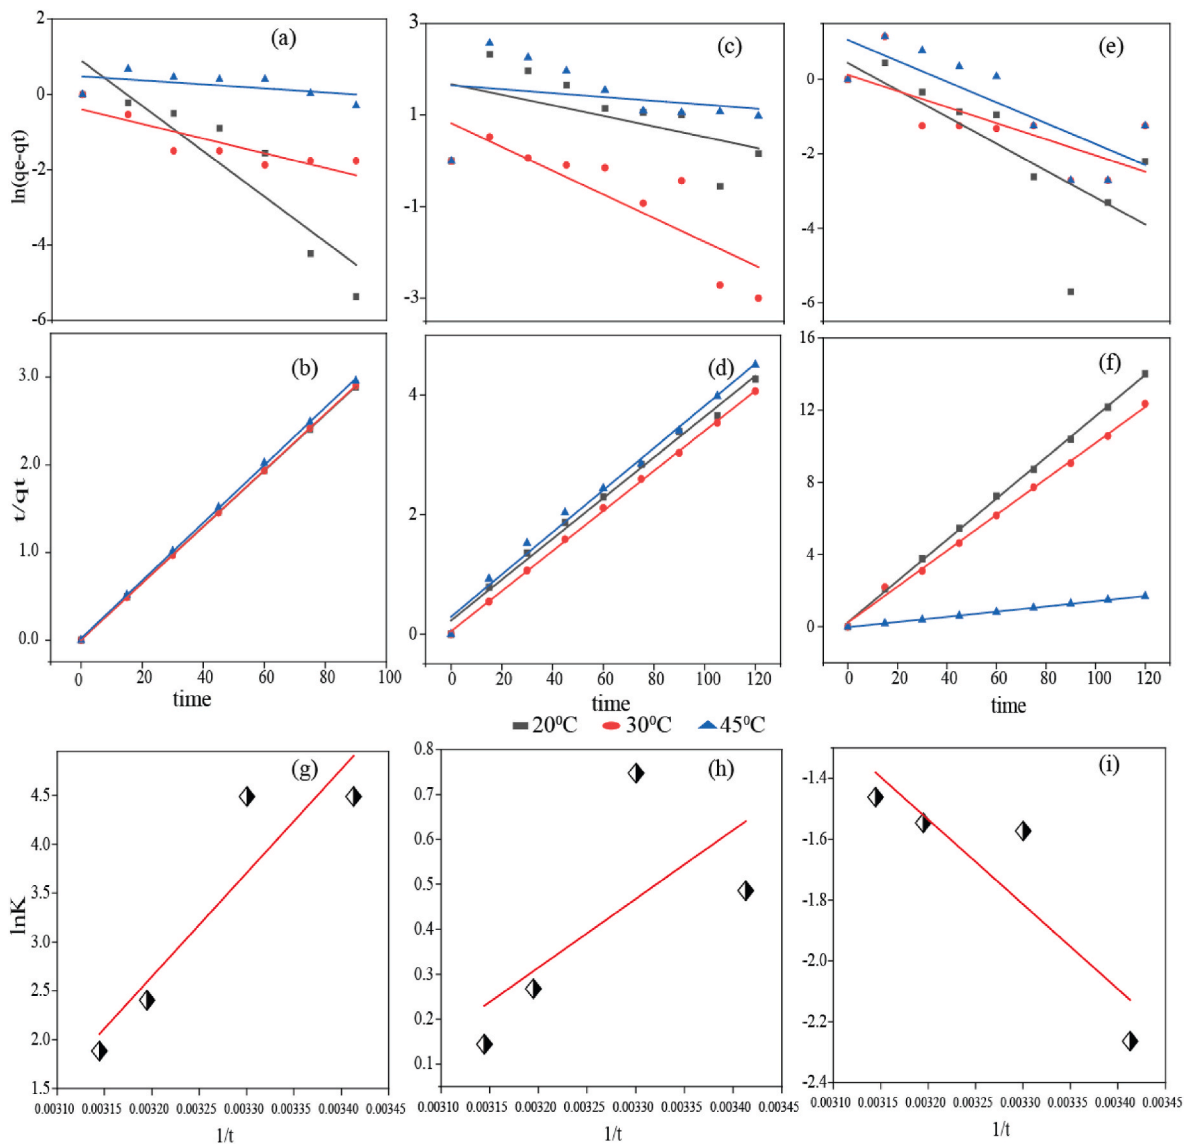 (a)
2
0
-2
-4
-6
ln(qe-qt)
(c)
3
1
-1
-3
(e)
0
-2
-4
-6
(b)
3.0
2.0
1.0
0.0
t/qt
0 20 40 60 80 100
time
(d)
4
2
0
0 20 40 60 80 100 120
time
(f)
16
12
8
4
0
0 20 40 60 80 100 120
time
20⁰C 30⁰C 45⁰C
(g)
4.5
4.0
3.5
3.0
2.5
2.0
1.5
lnK
0.00310 0.00315 0.00320 0.00325 0.00330 0.00335 0.00340 0.00345
1/t
(h)
0.8
0.7
0.6
0.5
0.4
0.3
0.2
0.1
0.00310 0.00315 0.00320 0.00325 0.00330 0.00335 0.00340 0.00345
1/t
(i)
-1.4
-1.6
-1.8
-2.0
-2.2
-2.4
0.00310 0.00315 0.00320 0.00325 0.00330 0.00335 0.00340 0.00345
1/t